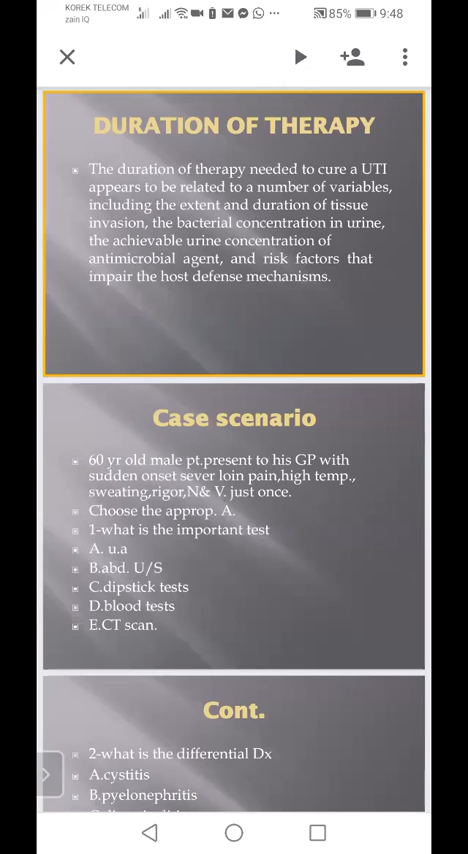 KOREK TELECOM
zain IQ
85%
9:48
DURATION OF THERAPY
The duration of therapy needed to cure a UTI
appears to be related to a number of variables,
including the extent and duration of tissue
invasion, the bacterial concentration in urine,
the achievable urine concentration of
antimicrobial agent, and risk factors that
impair the host defense mechanisms.
Case scenario
60 yr old male pt.present to his GP with
sudden onset sever loin pain,high temp.,
sweating,rigor,N& V. just once.
Choose the approp. A.
1-what is the important test
A. u.a
B.abd. U/S
C.dipstick tests
D.blood tests
E.CT scan.
Cont.
2-what is the differential Dx
A.cystitis
B.pyelonephritis